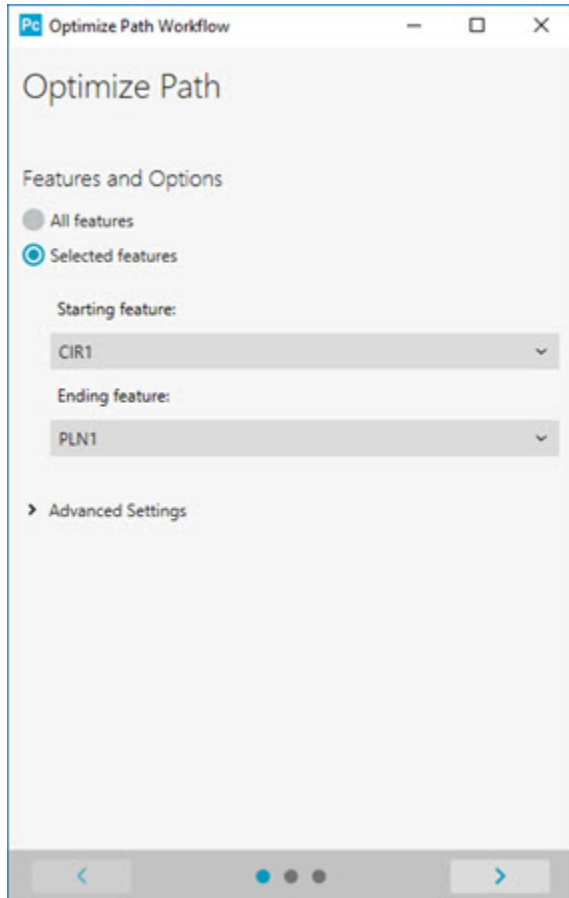 Pc Optimize Path Workflow
Optimize Path
Features and Options
All features
Selected features
Starting feature:
CIR1
Ending feature:
PLN1
Advanced Settings